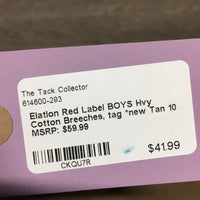 The Tack Collector
614600-293
Elation Red Label BOYS Hvy
Cotton Breeches, tag *new Tan 10
MSRP: $59.99
$41.99
CKQU7R